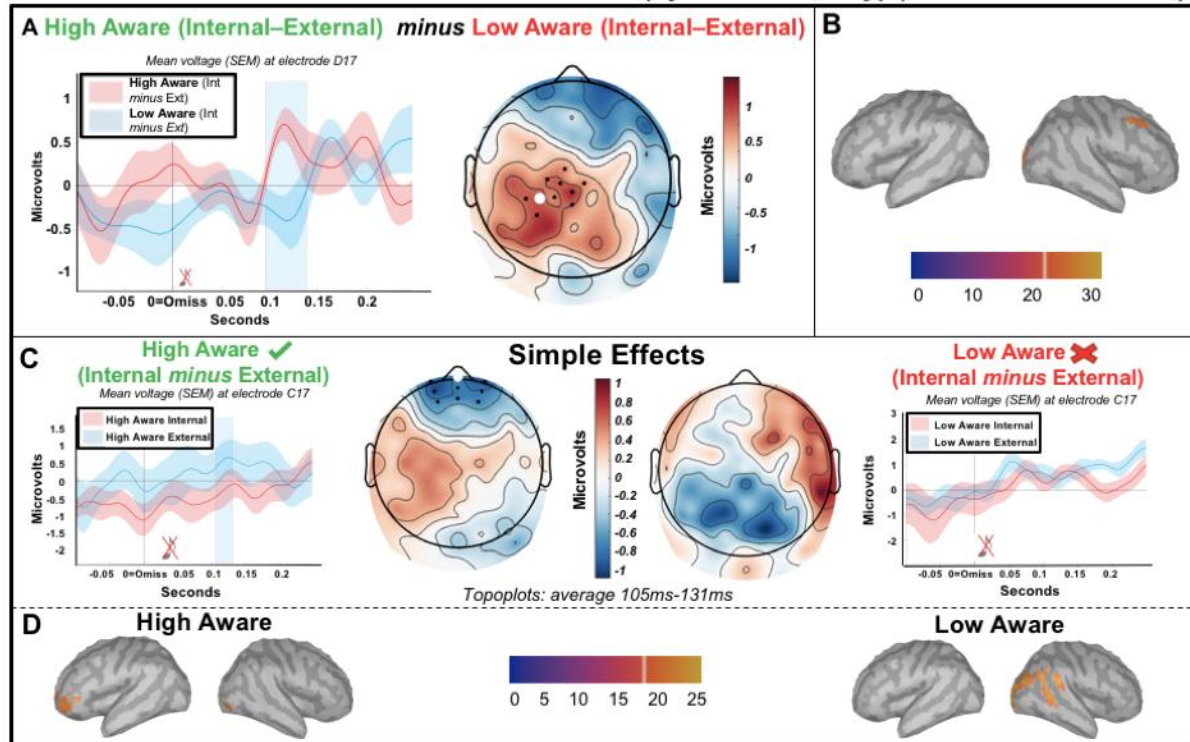 A High Aware (Internal–External) minus Low Aware (Internal–External)
B
Mean voltage (SEM) at electrode D17
High Aware (Int
minus Ext)
Low Aware (Int
minus Ext)
Microvolts
1
0.5
0
-0.5
-1
-0.05 0=Omiss 0.05 0.1 0.15 0.2
Seconds
Microvolts
1
0.5
0
-0.5
-1
0 10 20 30
C
High Aware
(Internal minus External)
Mean voltage (SEM) at electrode C17
High Aware Internal
High Aware External
Microvolts
1.5
1
0.5
0
-0.5
-1
-1.5
-2
-0.05 0=Omiss 0.05 0.1 0.15 0.2
Seconds
Simple Effects
Microvolts
1
0.8
0.6
0.4
0.2
0
-0.2
-0.4
-0.6
-0.8
-1
Topoplots: average 105ms-131ms
Low Aware
(Internal minus External)
Mean voltage (SEM) at electrode C17
Low Aware Internal
Low Aware External
Microvolts
3
2
1
0
-1
-2
-0.05 0=Omiss 0.05 0.1 0.15 0.2
Seconds
D
High Aware
0 5 10 15 20 25
Low Aware